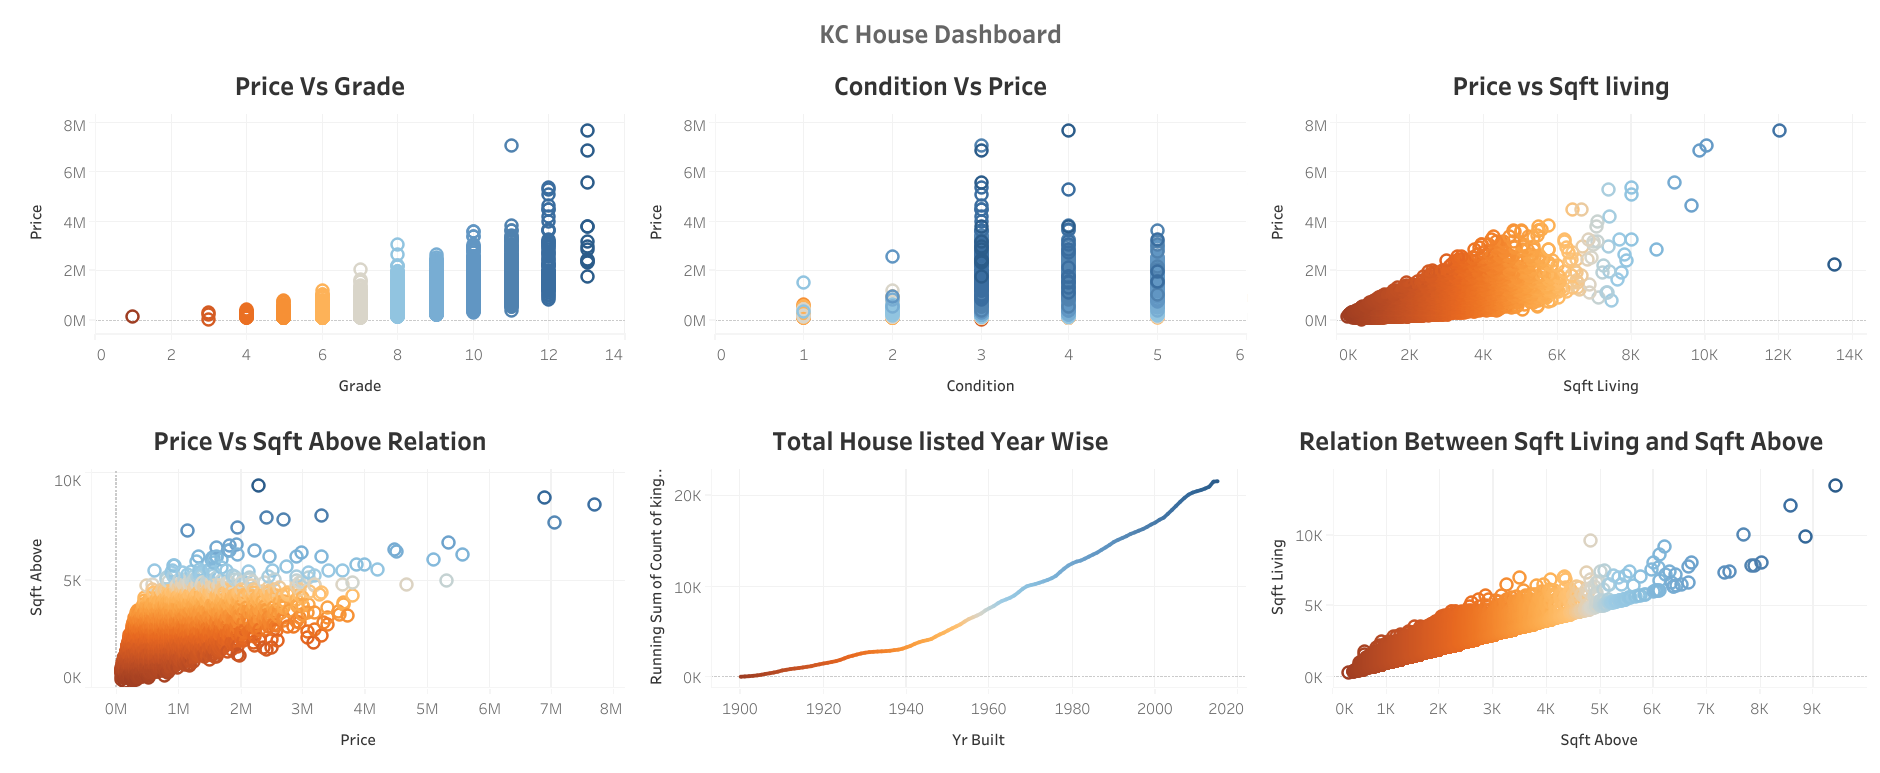 KC House Dashboard
Price Vs Grade
8M
6M
4M
2M
0M
Price
0 2 4 6 8 10 12 14
Grade
Condition Vs Price
8M
6M
4M
2M
0M
Price
0 1 2 3 4 5 6
Condition
Price vs Sqft living
8M
6M
4M
2M
0M
Price
0K 2K 4K 6K 8K 10K 12K 14K
Sqft Living
Price Vs Sqft Above Relation
10K
5K
0K
Sqft Above
0M 1M 2M 3M 4M 5M 6M 7M 8M
Price
Total House listed Year Wise
20K
10K
0K
Running Sum of Count of king..
1900 1920 1940 1960 1980 2000 2020
Yr Built
Relation Between Sqft Living and Sqft Above
10K
5K
0K
Sqft Living
0K 1K 2K 3K 4K 5K 6K 7K 8K 9K
Sqft Above